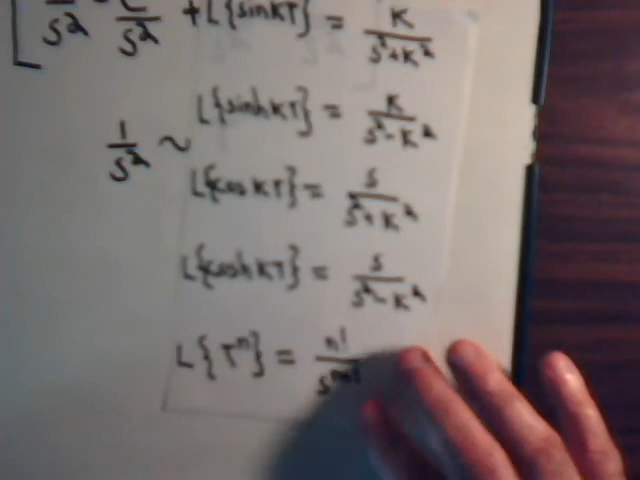 +L{sinKT} = K/(s²+K²)
L{sinhKT} = K/(s²-K²)
1/s² ~
L{cosKT} = s/(s²+K²)
L{coshKT} = s/(s²-K²)
L{Tⁿ} = n!/sⁿ⁺¹